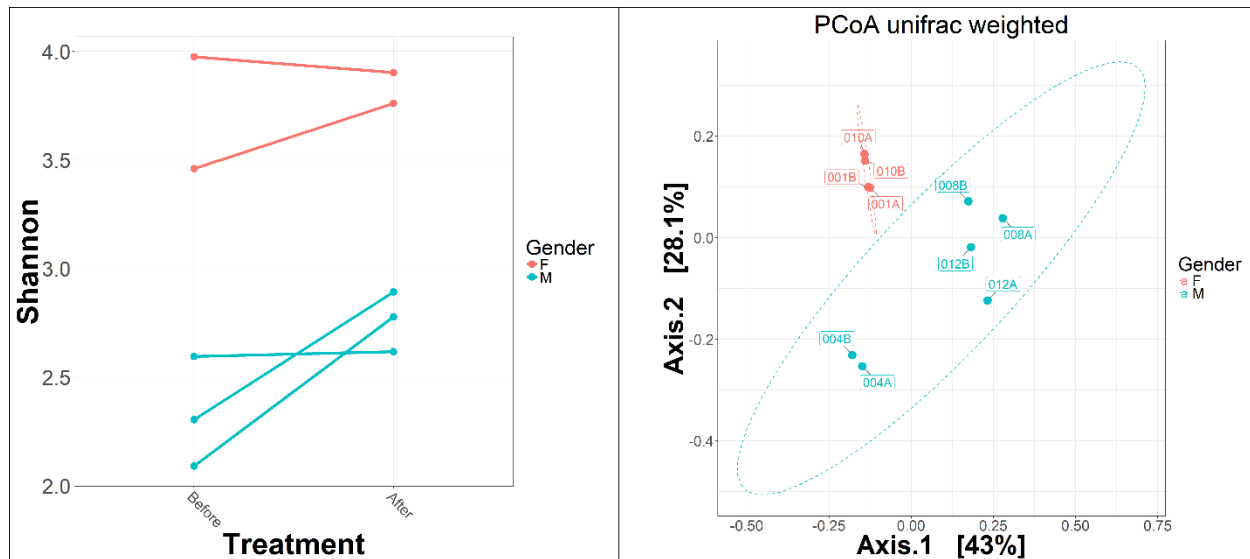 4.0
3.5
3.0
2.5
2.0
Shannon
Before
After
Treatment
Gender
F
M
PCoA unifrac weighted
0.2
0.0
-0.2
-0.4
Axis.2 [28.1%]
010A
010B
001B
001A
008B
008A
012B
012A
004B
004A
-0.50
-0.25
0.00
0.25
0.50
0.75
Axis.1 [43%]
Gender
a F
a M